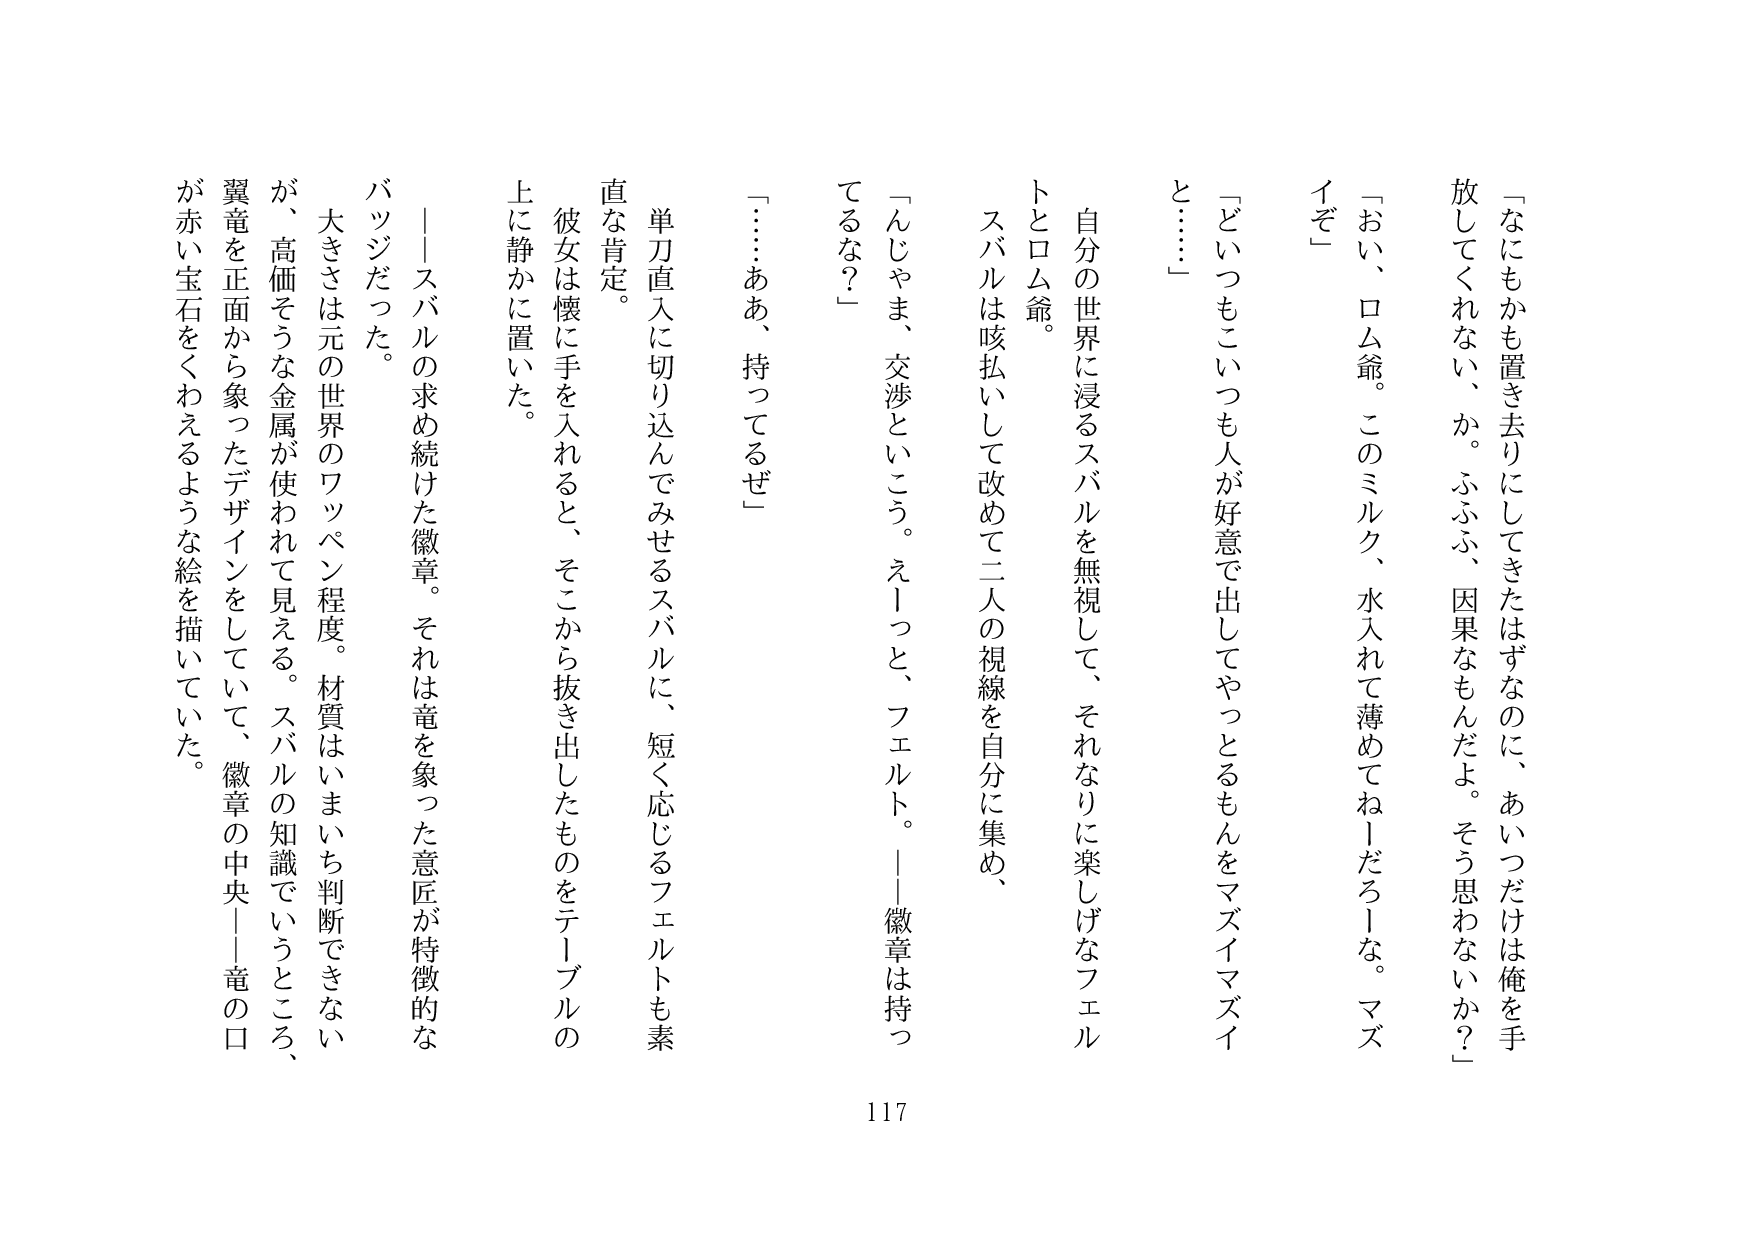 「なにもかも置き去りにしてきたはずなのに、あいつだけは俺を手
放してくれない、か。ふふふ、因果なもんだよ。そう思わないか？」
「おい、ロム爺。このミルク、水入れて薄めてねーだろーな。マズ
イぞ」
「どいつもこいつも人が好意で出してやっとるもんをマズイマズイ
と……」
　自分の世界に浸るスバルを無視して、それなりに楽しげなフェル
トとロム爺。
　スバルは咳払いして改めて二人の視線を自分に集め、
「んじゃま、交渉といこう。えーっと、フェルト。――徽章は持っ
てるな？」
「……ああ、持ってるぜ」
　単刀直入に切り込んでみせるスバルに、短く応じるフェルトも素
直な肯定。
　彼女は懐に手を入れると、そこから抜き出したものをテーブルの
上に静かに置いた。
　――スバルの求め続けた徽章。それは竜を象った意匠が特徴的な
バッジだった。
　大きさは元の世界のワッペン程度。材質はいまいち判断できない
が、高価そうな金属が使われて見える。スバルの知識でいうところ、
翼竜を正面から象ったデザインをしていて、徽章の中央――竜の口
が赤い宝石をくわえるような絵を描いていた。
117